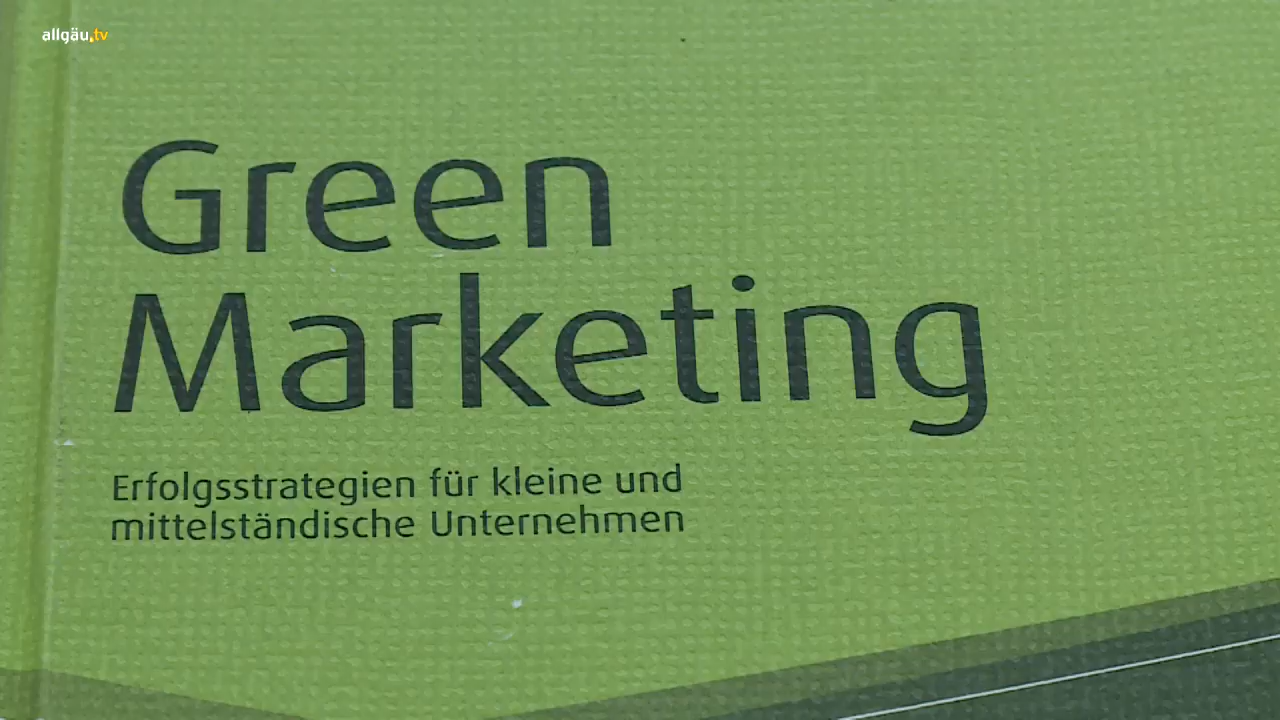 allgäu.tv
Green
Marketing
Erfolgsstrategien für kleine und
mittelständische Unternehmen